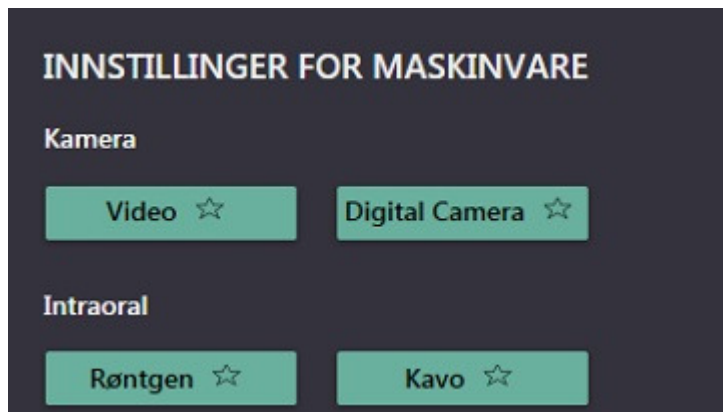 INNSTILLINGER FOR MASKINVARE
Kamera
Video ☆ Digital Camera ☆
Intraoral
Røntgen ☆ Kavo ☆